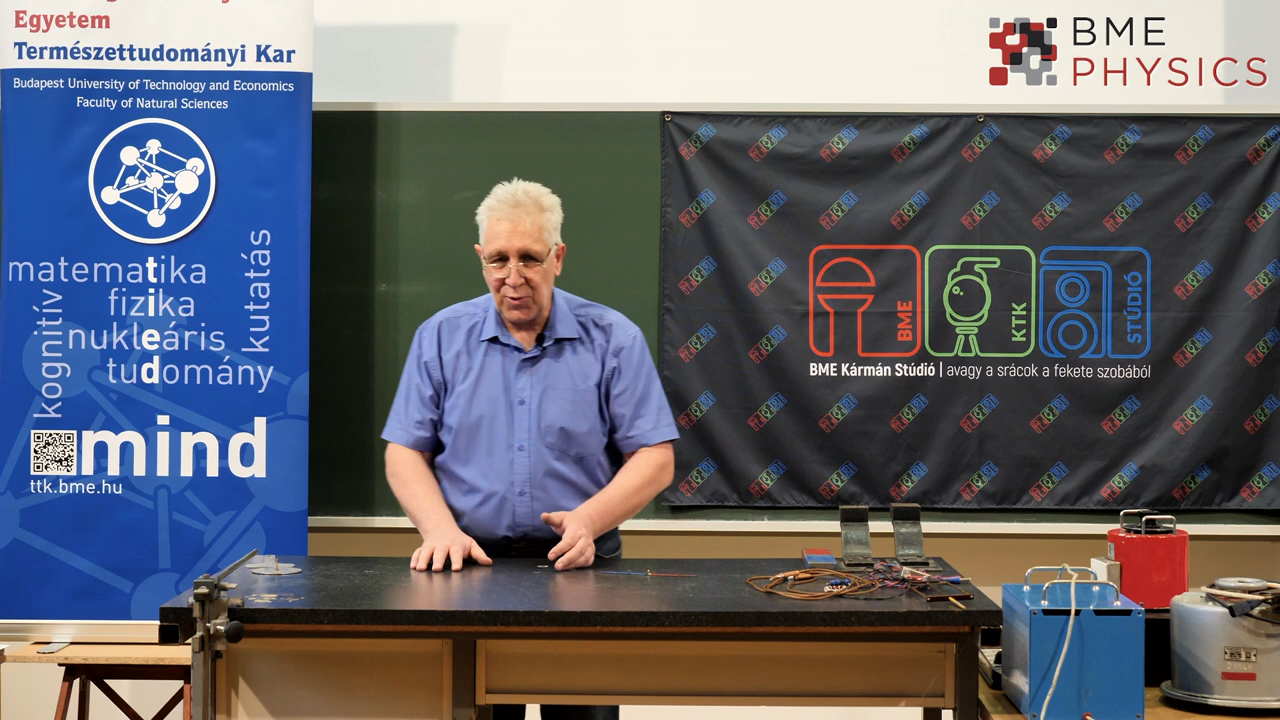 Egyetem
Természettudományi Kar
Budapest University of Technology and Economics
Faculty of Natural Sciences
matematika
fizika
nukleáris
tudomány
kognitív
kutatás
mind
ttk.bme.hu
BME
PHYSICS
BME
KTK
STÚDIÓ
BME Kármán Stúdió | avagy a srácok a fekete szobából